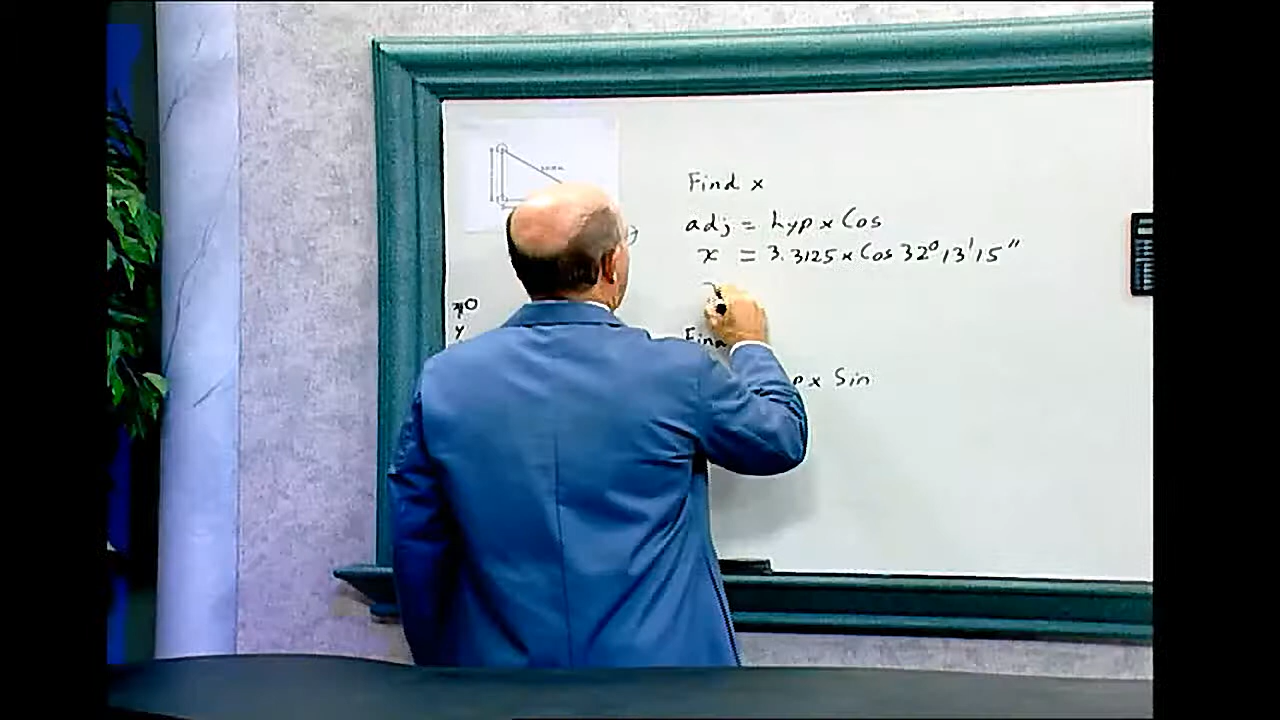 Find x
adj = hyp x Cos
x = 3.3125 x Cos 32° 13' 15"
x Sin
y